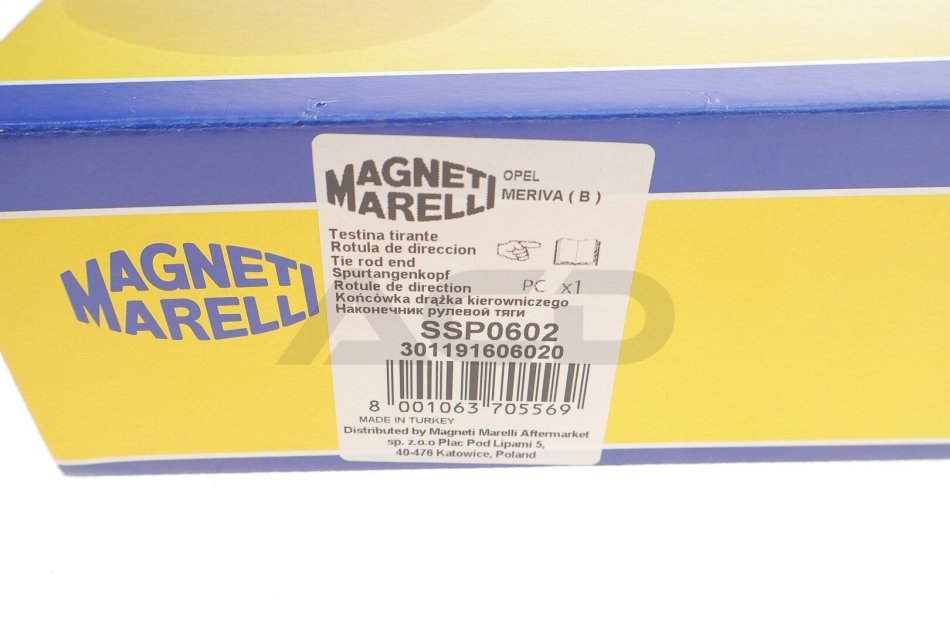 MAGNETI
MARELLI
MAGNETI
MARELLI
OPEL
MERIVA ( B )
Testina tirante
Rotula de direccion
Tie rod end
Spurtangenkopf
Rotule de direction
Końcówka drążka kierowniczego
Наконечник рулевой тяги
PC x1
SSP0602
301191606020
8 001063 705569
MADE IN TURKEY
Distributed by Magneti Marelli Aftermarket
sp. z.o.o Plac Pod Lipami 5,
40-476 Katowice, Poland